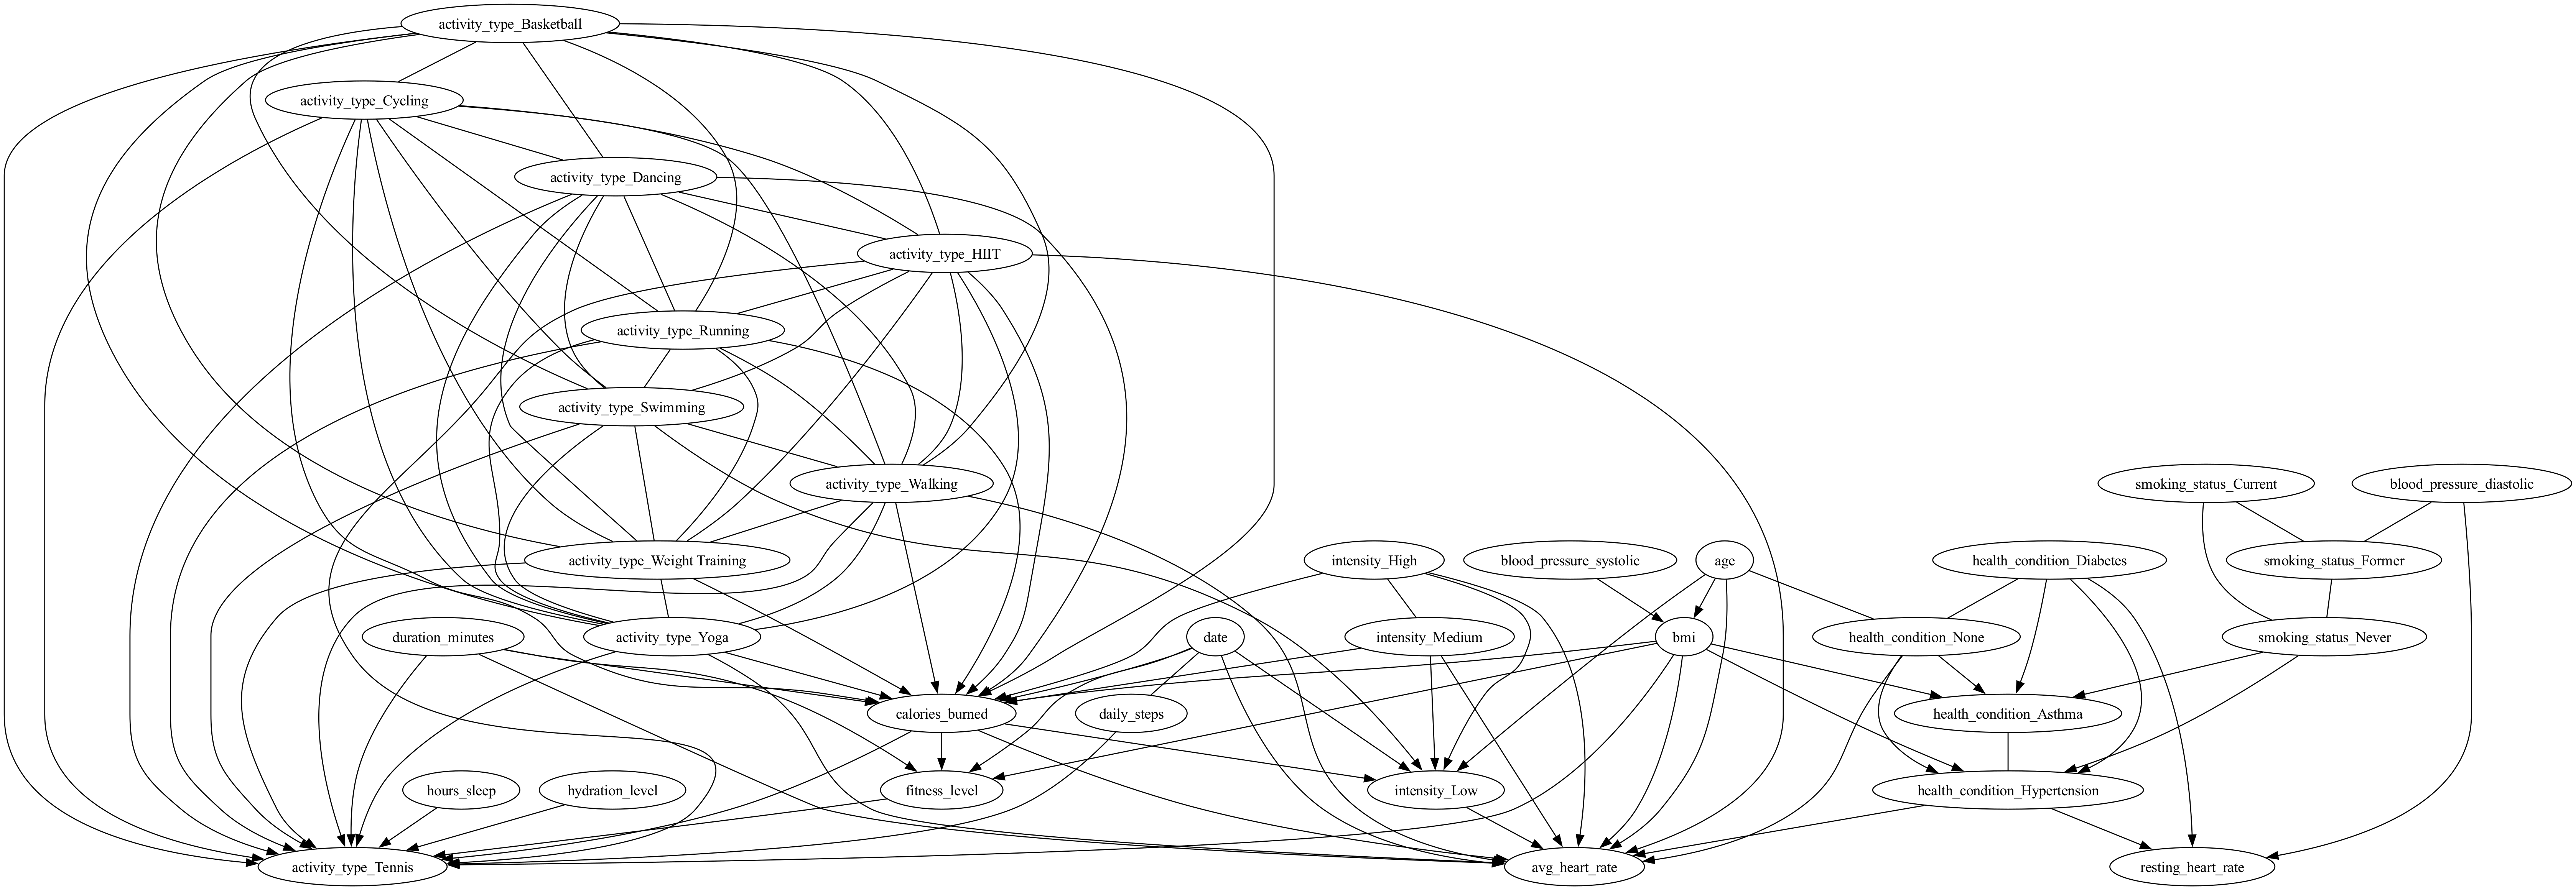 activity_type_Basketball
activity_type_Cycling
activity_type_Dancing
activity_type_HIIT
activity_type_Running
activity_type_Swimming
activity_type_Walking
smoking_status_Current
blood_pressure_diastolic
activity_type_Weight Training
intensity_High
blood_pressure_systolic
age
health_condition_Diabetes
smoking_status_Former
duration_minutes
activity_type_Yoga
date
intensity_Medium
bmi
health_condition_None
smoking_status_Never
calories_burned
daily_steps
health_condition_Asthma
hours_sleep
hydration_level
fitness_level
intensity_Low
health_condition_Hypertension
activity_type_Tennis
avg_heart_rate
resting_heart_rate